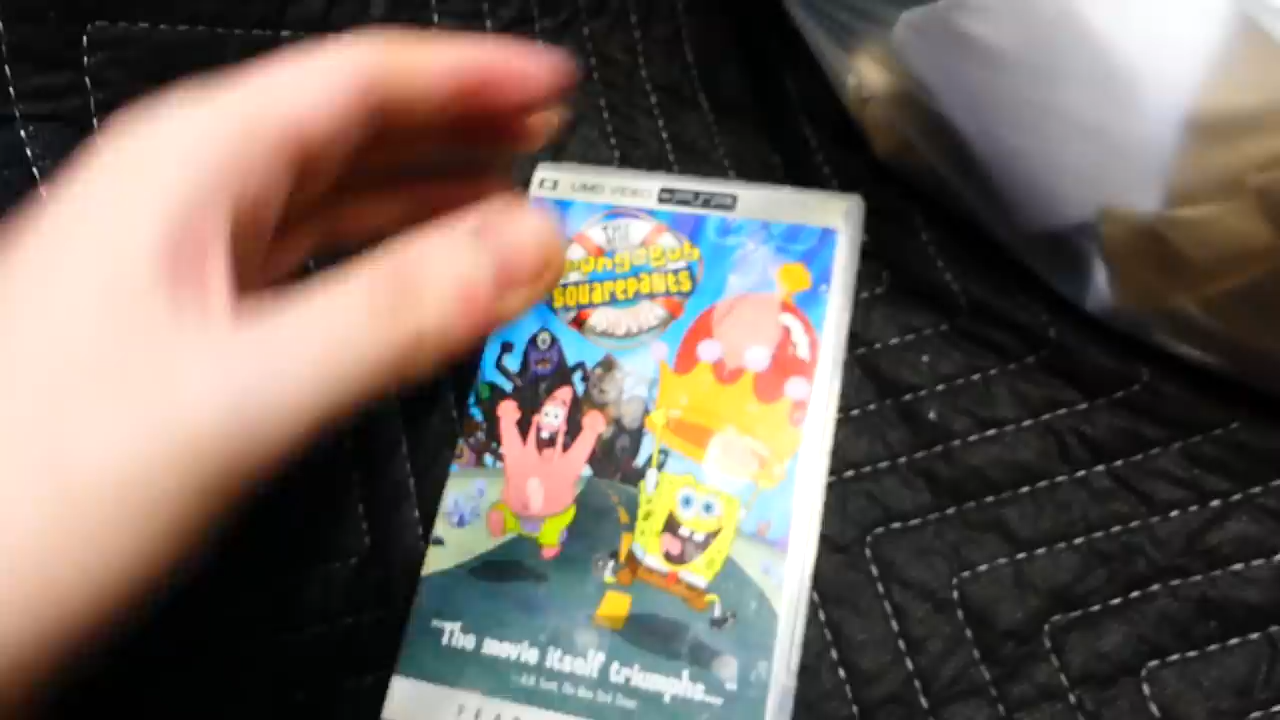 UMD VIDEO PSP
THE
SPONGEBOB
SQUAREPANTS
MOVIE
"The movie itself triumphs..."